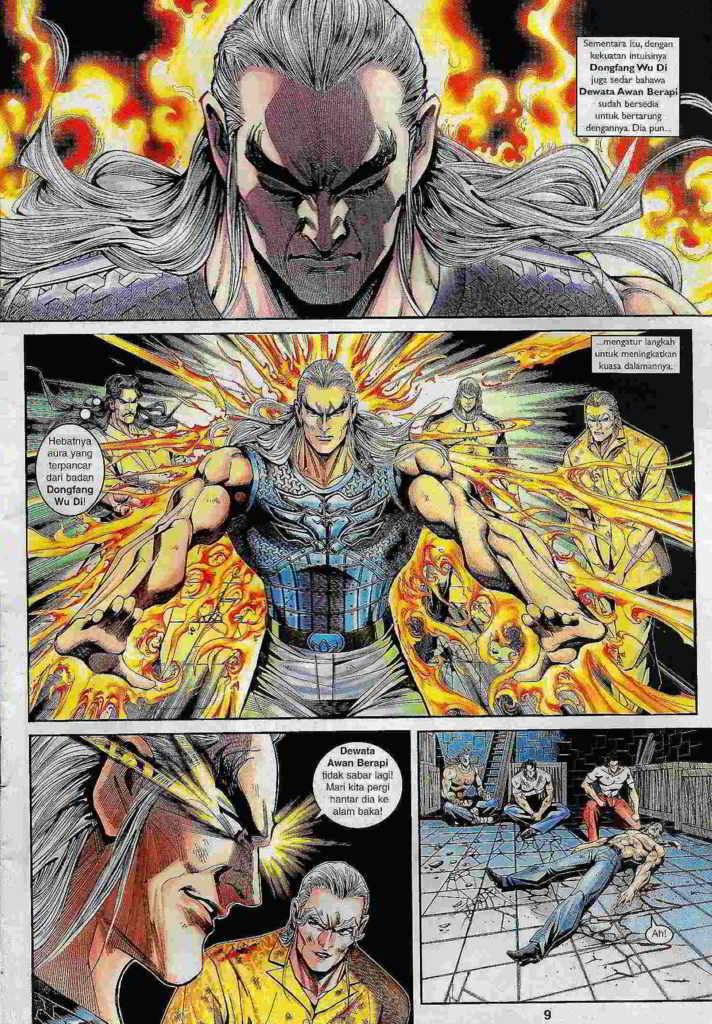 Sementara itu, dengan
kekuatan intuisinya
Dongfang Wu Di
juga sedar bahawa
Dewata Awan Berapi
sudah bersedia
untuk bertarung
dengannya. Dia pun...
...mengatur langkah
untuk meningkatkan
kuasa dalamannya.
Hebatnya
aura yang
terpancar
dari badan
Dongfang
Wu Di!
Dewata
Awan Berapi
tidak sabar lagi!
Mari kita pergi
hantar dia ke
alam baka!
Ah!
9